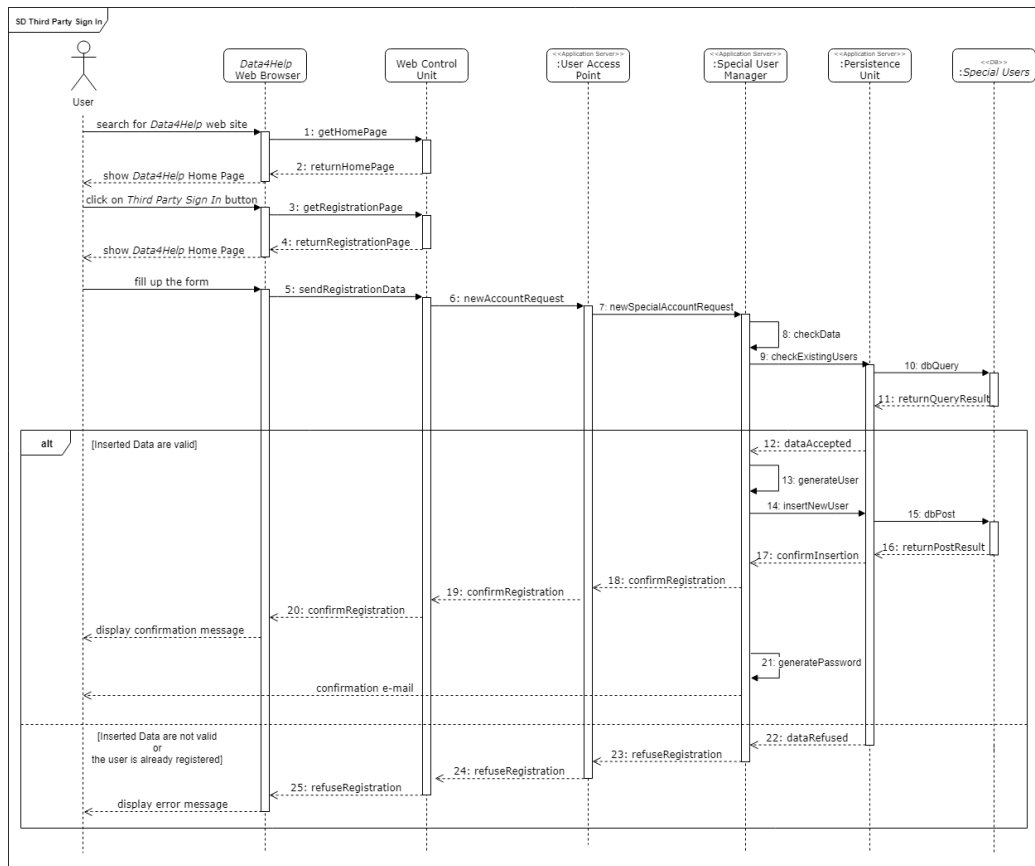 SD Third Party Sign In
User
Data4Help
Web Browser
Web Control
Unit
<<Application Server>>
:User Access
Point
<<Application Server>>
:Special User
Manager
<<Application Server>>
:Persistence
Unit
<<DB>>
:Special Users
search for Data4Help web site
1: getHomePage
2: returnHomePage
show Data4Help Home Page
click on Third Party Sign In button
3: getRegistrationPage
4: returnRegistrationPage
show Data4Help Home Page
fill up the form
5: sendRegistrationData
6: newAccountRequest
7: newSpecialAccountRequest
8: checkData
9: checkExistingUsers
10: dbQuery
11: returnQueryResult
alt
[Inserted Data are valid]
12: dataAccepted
13: generateUser
14: insertNewUser
15: dbPost
16: returnPostResult
17: confirmInsertion
18: confirmRegistration
19: confirmRegistration
20: confirmRegistration
display confirmation message
21: generatePassword
confirmation e-mail
[Inserted Data are not valid
or
the user is already registered]
22: dataRefused
23: refuseRegistration
24: refuseRegistration
25: refuseRegistration
display error message